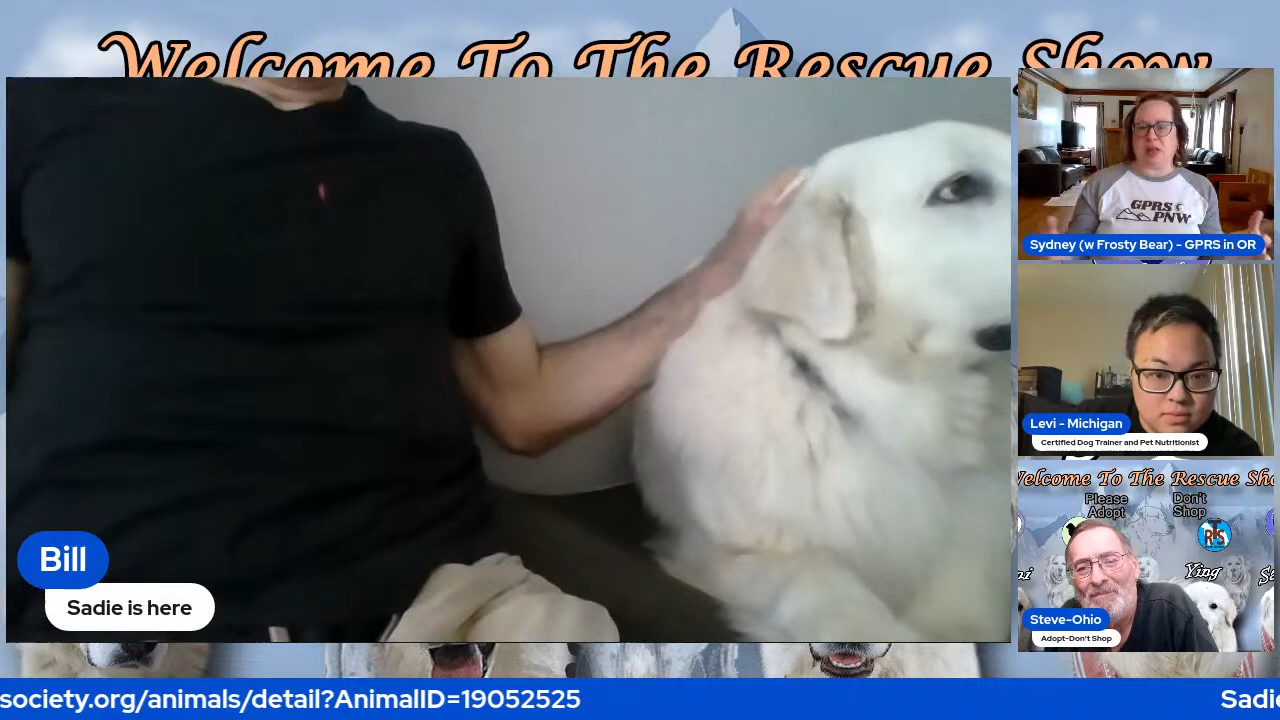 Welcome To The Rescue Show
GPRS
PNW
Sydney (w Frosty Bear) - GPRS in OR
Levi - Michigan
Certified Dog Trainer and Pet Nutritionist
Welcome To The Rescue Sho
Please
Adopt
Don't
Shop
TRS
Ying
Steve-Ohio
Adopt-Don't Shop
Bill
Sadie is here
society.org/animals/detail?AnimalID=19052525
Sadie